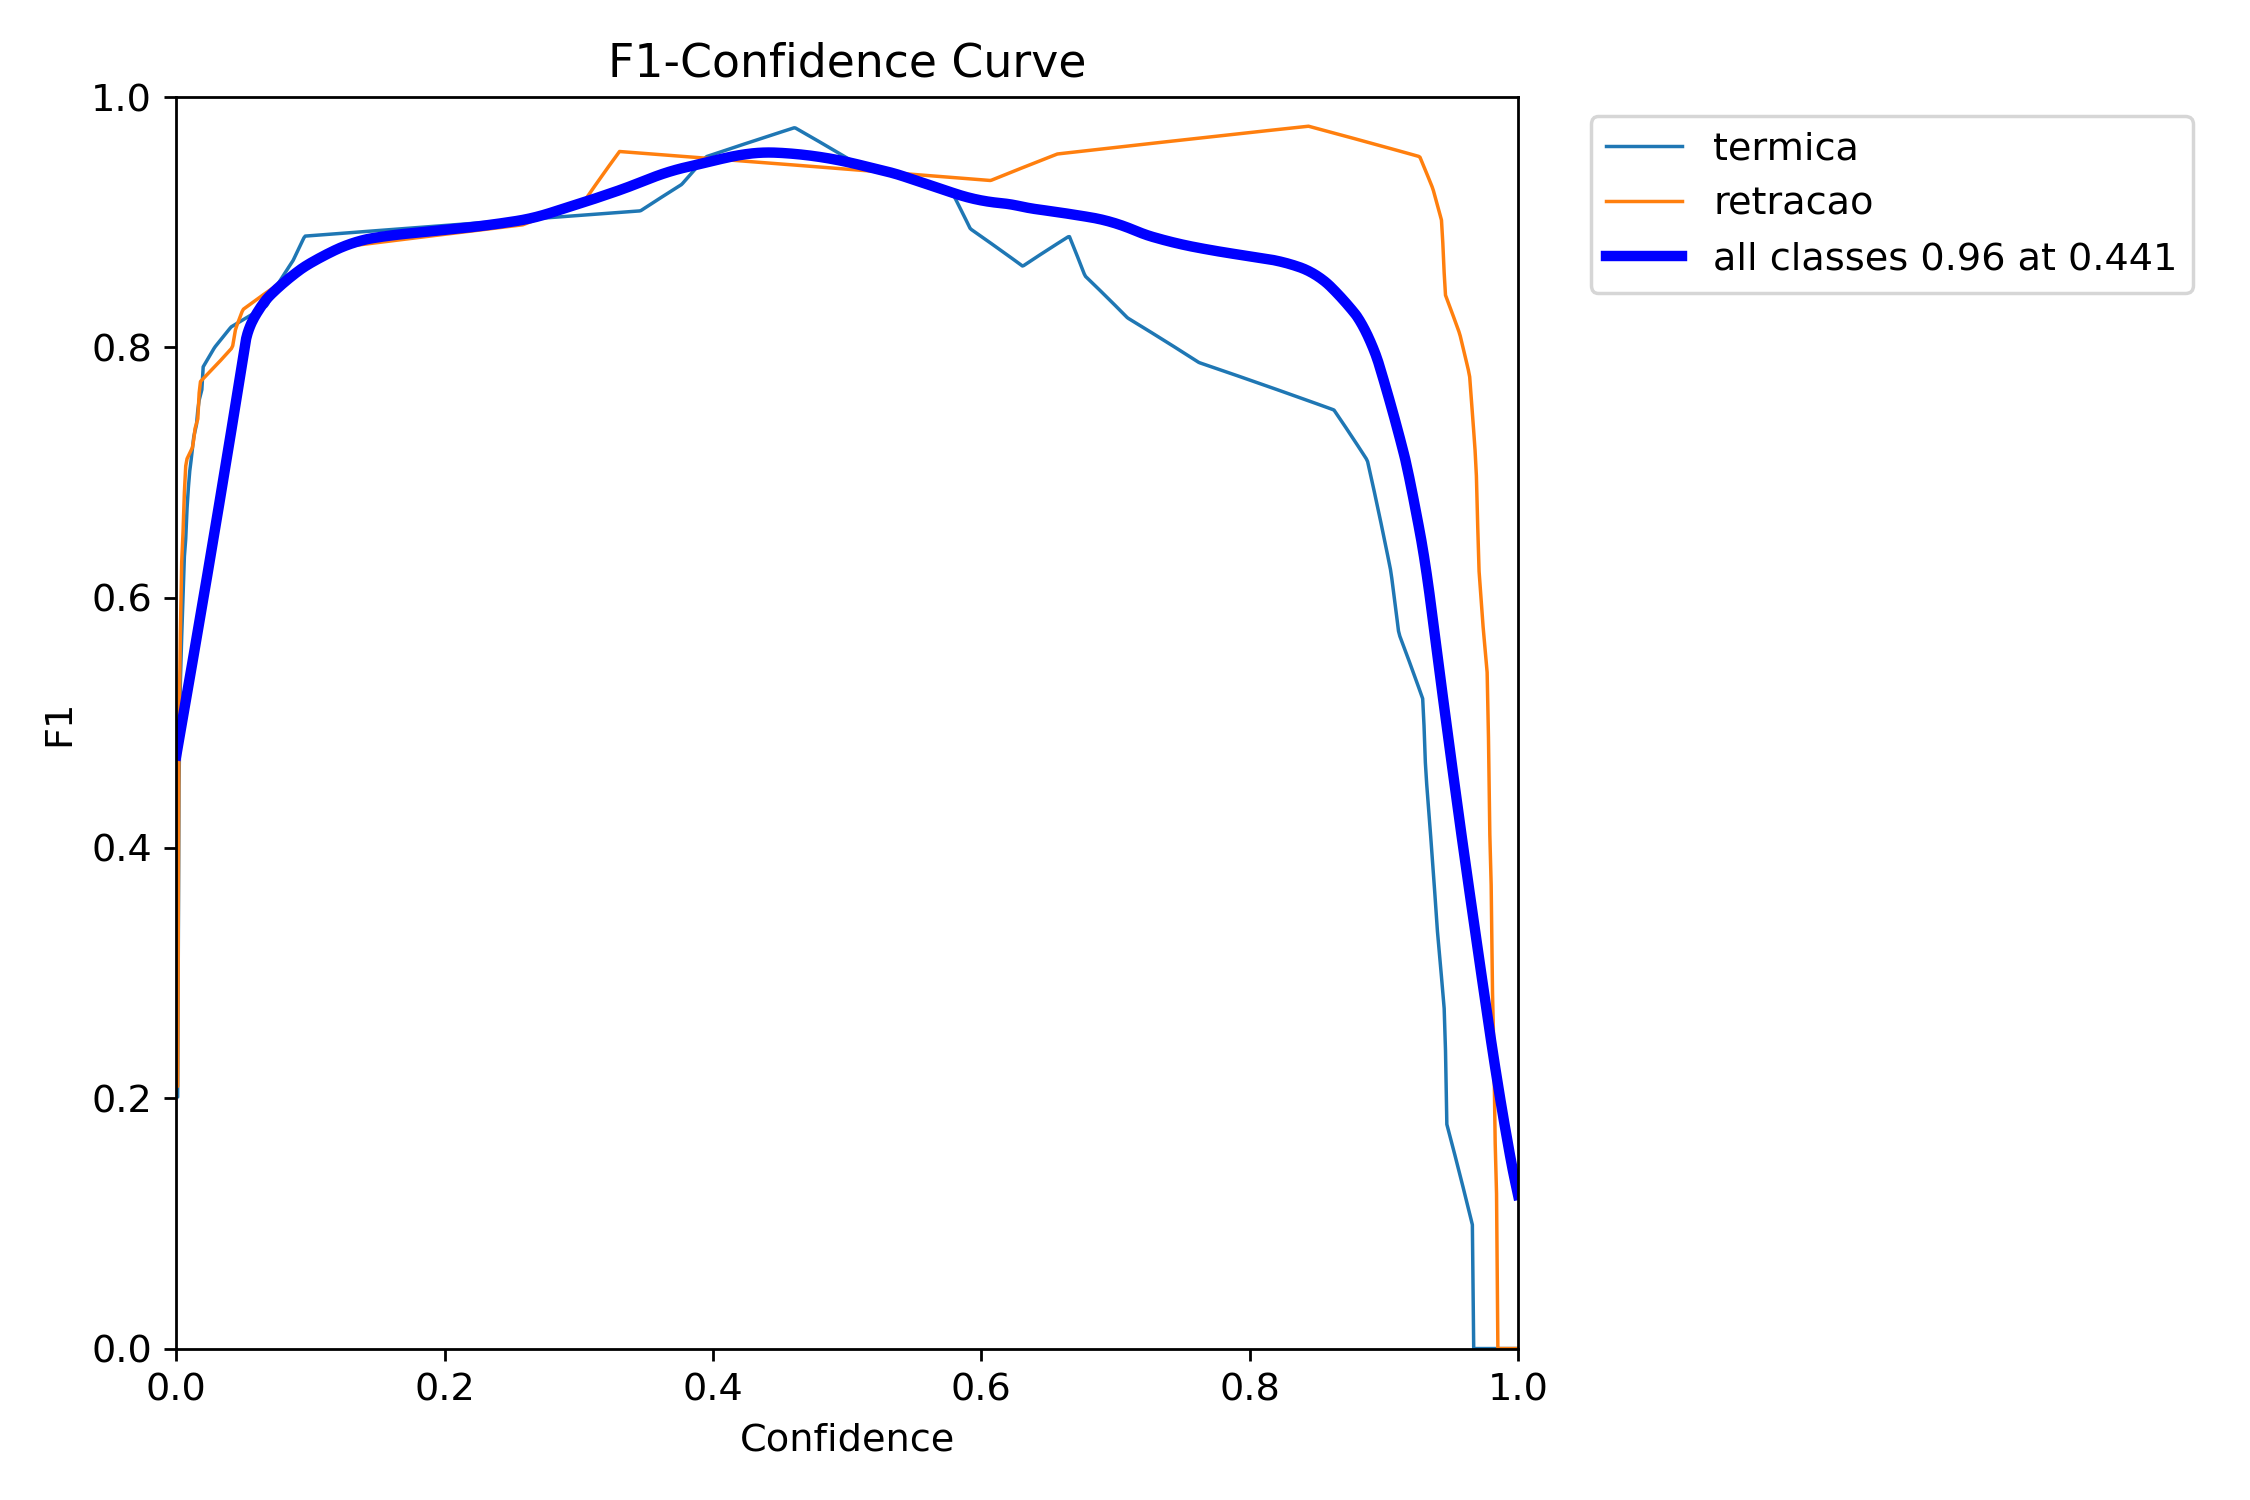 F1-Confidence Curve
1.0
0.8
0.6
0.4
0.2
0.0
F1
0.0 0.2 0.4 0.6 0.8 1.0
Confidence
termica
retracao
all classes 0.96 at 0.441